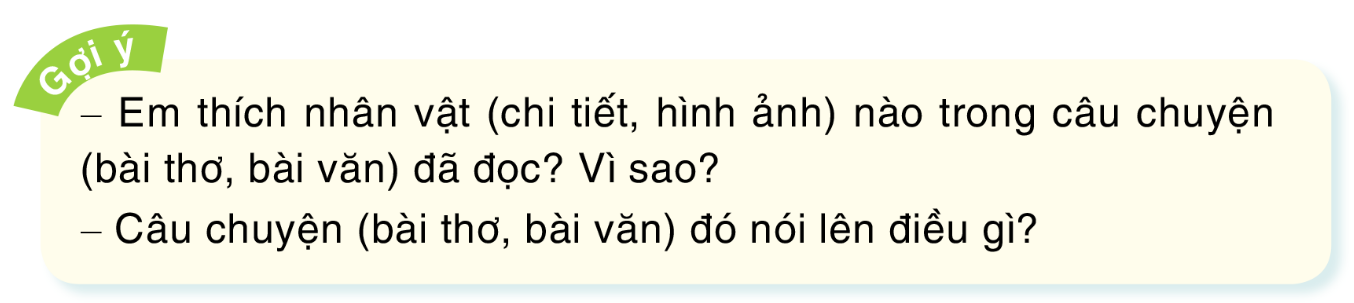 Gợi ý
– Em thích nhân vật (chi tiết, hình ảnh) nào trong câu chuyện
(bài thơ, bài văn) đã đọc? Vì sao?
– Câu chuyện (bài thơ, bài văn) đó nói lên điều gì?